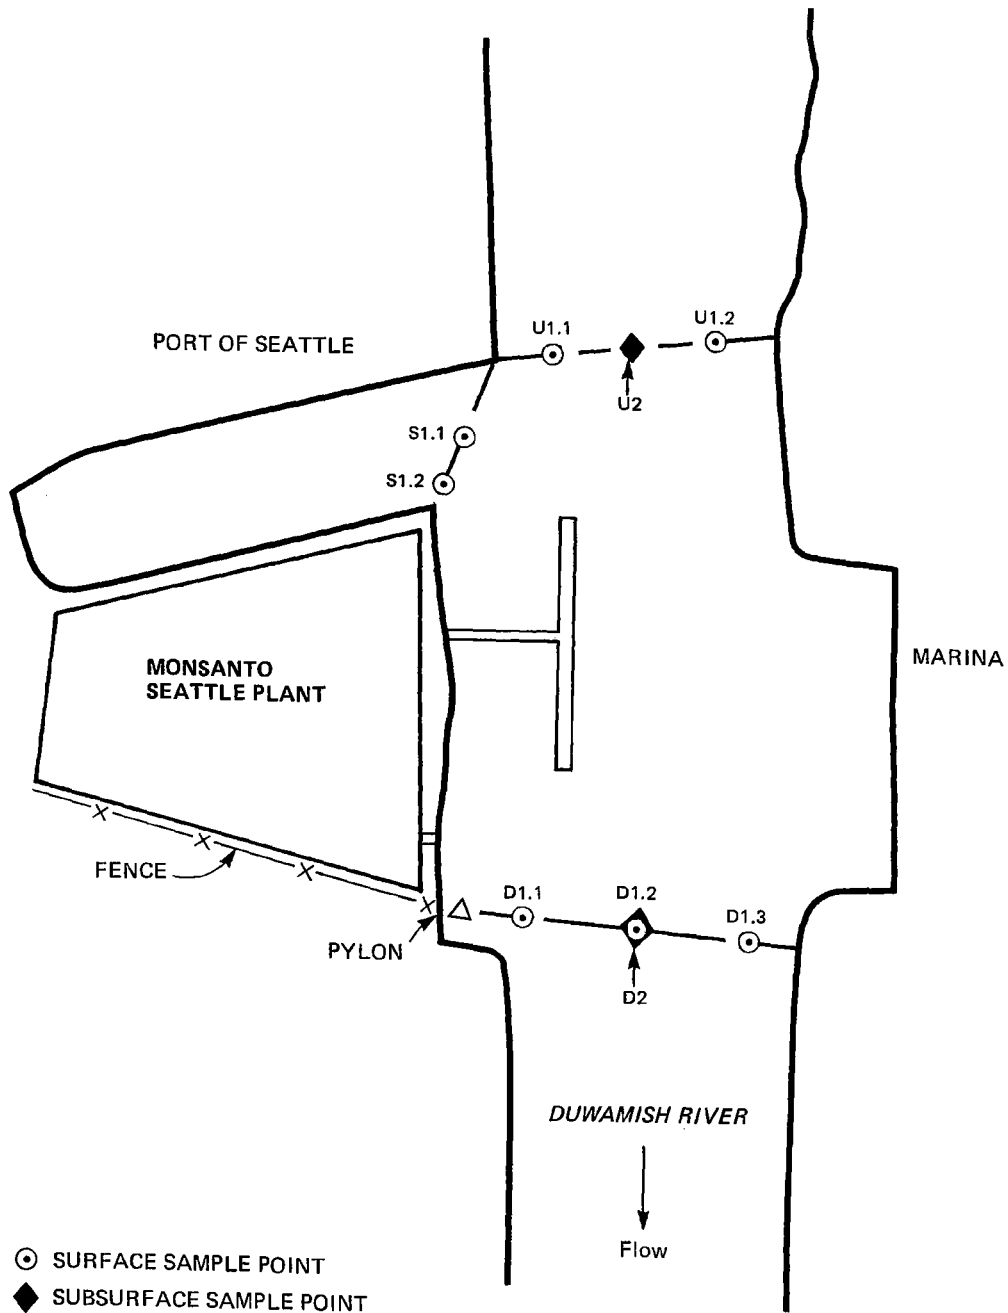 U1.1
U1.2
PORT OF SEATTLE
U2
S1.1
S1.2
MONSANTO
SEATTLE PLANT
MARINA
FENCE
D1.1
D1.2
D1.3
PYLON
D2
DUWAMISH RIVER
Flow
SURFACE SAMPLE POINT
SUBSURFACE SAMPLE POINT